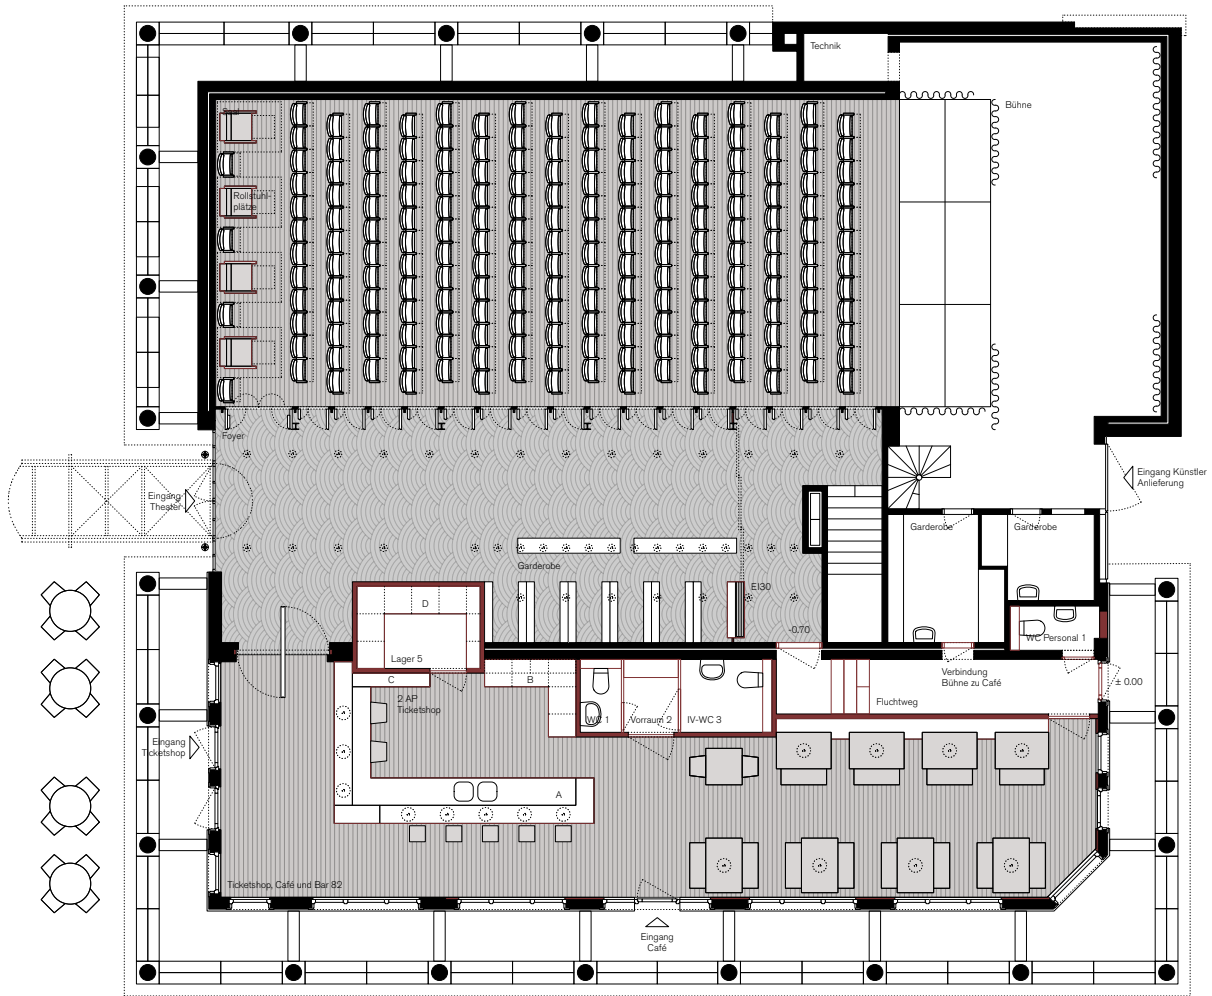 Technik
Bühne
Rollstuhl-
plätze
Foyer
Eingang
Theater
Eingang Künstler
Anlieferung
Garderobe
Garderobe
Garderobe
EI30
D
-0.70
WC Personal 1
Lager 5
C
B
2 AP
Ticketshop
Verbindung
Bühne zu Café
± 0.00
Fluchtweg
WC 1
Vorraum 2
IV-WC 3
Eingang
Ticketshop
A
Ticketshop, Café und Bar 82
Eingang
Café